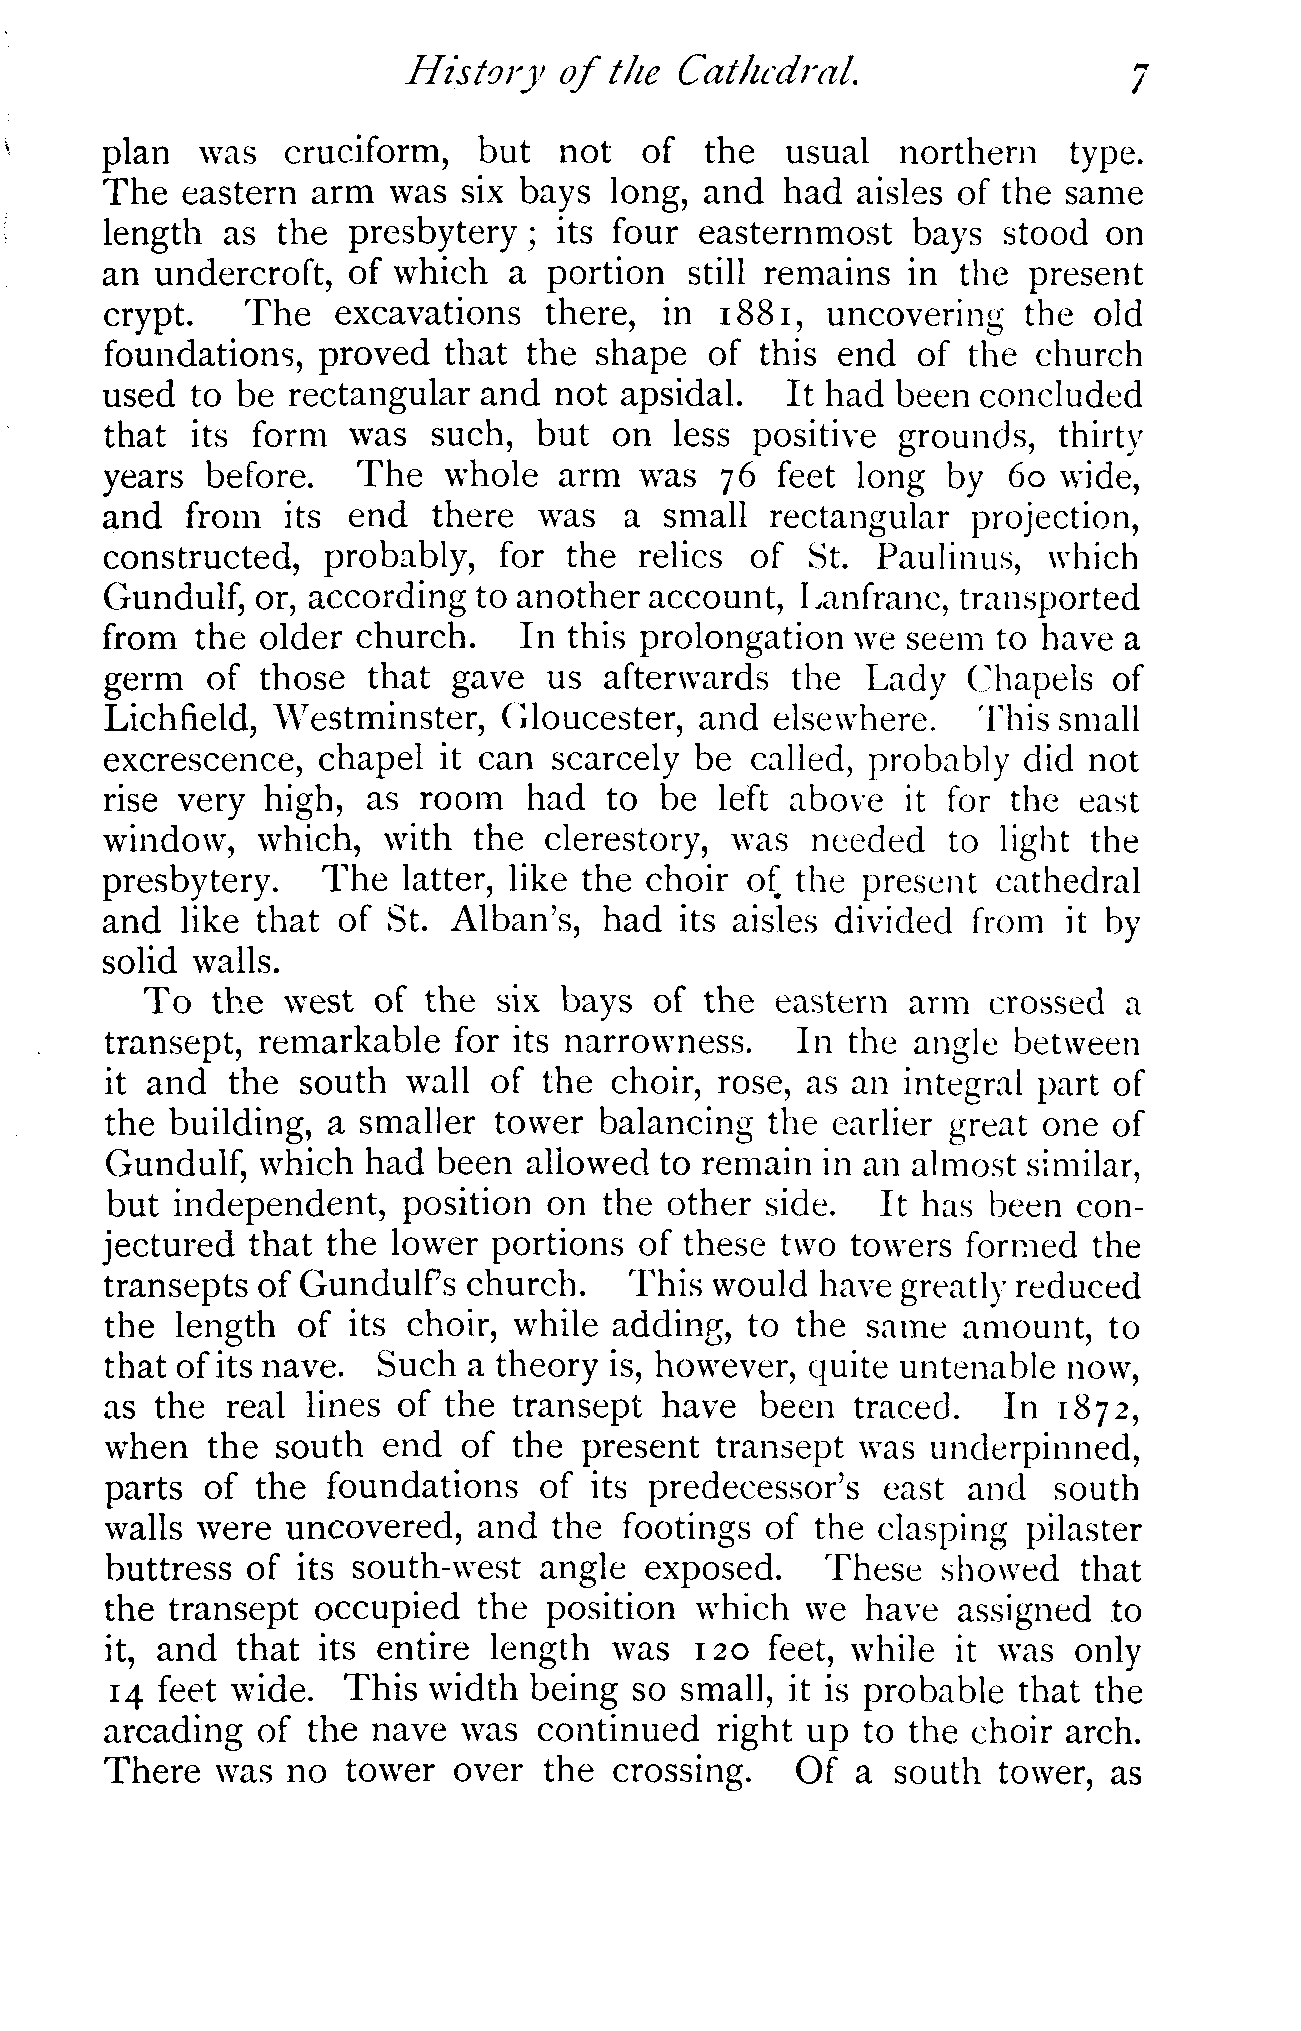 History of the Cathedral. 7
plan was cruciform, but not of the usual northern type.
The eastern arm was six bays long, and had aisles of the same
length as the presbytery; its four easternmost bays stood on
an undercroft, of which a portion still remains in the present
crypt. The excavations there, in 1881, uncovering the old
foundations, proved that the shape of this end of the church
used to be rectangular and not apsidal. It had been concluded
that its form was such, but on less positive grounds, thirty
years before. The whole arm was 76 feet long by 60 wide,
and from its end there was a small rectangular projection,
constructed, probably, for the relics of St. Paulinus, which
Gundulf, or, according to another account, Lanfranc, transported
from the older church. In this prolongation we seem to have a
germ of those that gave us afterwards the Lady Chapels of
Lichfield, Westminster, Gloucester, and elsewhere. This small
excrescence, chapel it can scarcely be called, probably did not
rise very high, as room had to be left above it for the east
window, which, with the clerestory, was needed to light the
presbytery. The latter, like the choir of the present cathedral
and like that of St. Alban's, had its aisles divided from it by
solid walls.
To the west of the six bays of the eastern arm crossed a
transept, remarkable for its narrowness. In the angle between
it and the south wall of the choir, rose, as an integral part of
the building, a smaller tower balancing the earlier great one of
Gundulf, which had been allowed to remain in an almost similar,
but independent, position on the other side. It has been con-
jectured that the lower portions of these two towers formed the
transepts of Gundulf's church. This would have greatly reduced
the length of its choir, while adding, to the same amount, to
that of its nave. Such a theory is, however, quite untenable now,
as the real lines of the transept have been traced. In 1872,
when the south end of the present transept was underpinned,
parts of the foundations of its predecessor's east and south
walls were uncovered, and the footings of the clasping pilaster
buttress of its south-west angle exposed. These showed that
the transept occupied the position which we have assigned to
it, and that its entire length was 120 feet, while it was only
14 feet wide. This width being so small, it is probable that the
arcading of the nave was continued right up to the choir arch.
There was no tower over the crossing. Of a south tower, as